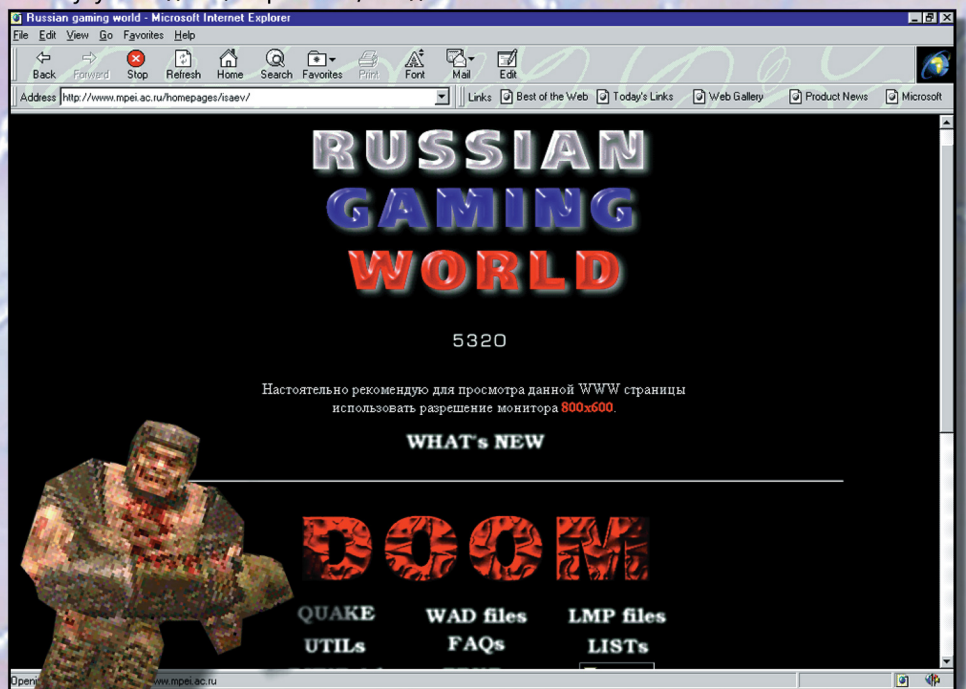 Russian gaming world - Microsoft Internet Explorer
File Edit View Go Favorites Help
Back Forward Stop Refresh Home Search Favorites Print Font Mail Edit
Address http://www.mpei.ac.ru/homepages/isaev/ Links Best of the Web Today's Links Web Gallery Product News Microsoft
RUSSIAN
GAMING
WORLD
5320
Настоятельно рекомендую для просмотра данной WWW страницы
использовать разрешение монитора 800x600.
WHAT's NEW
DOOM
QUAKE WAD files LMP files
UTILs FAQs LISTs
www.mpei.ac.ru